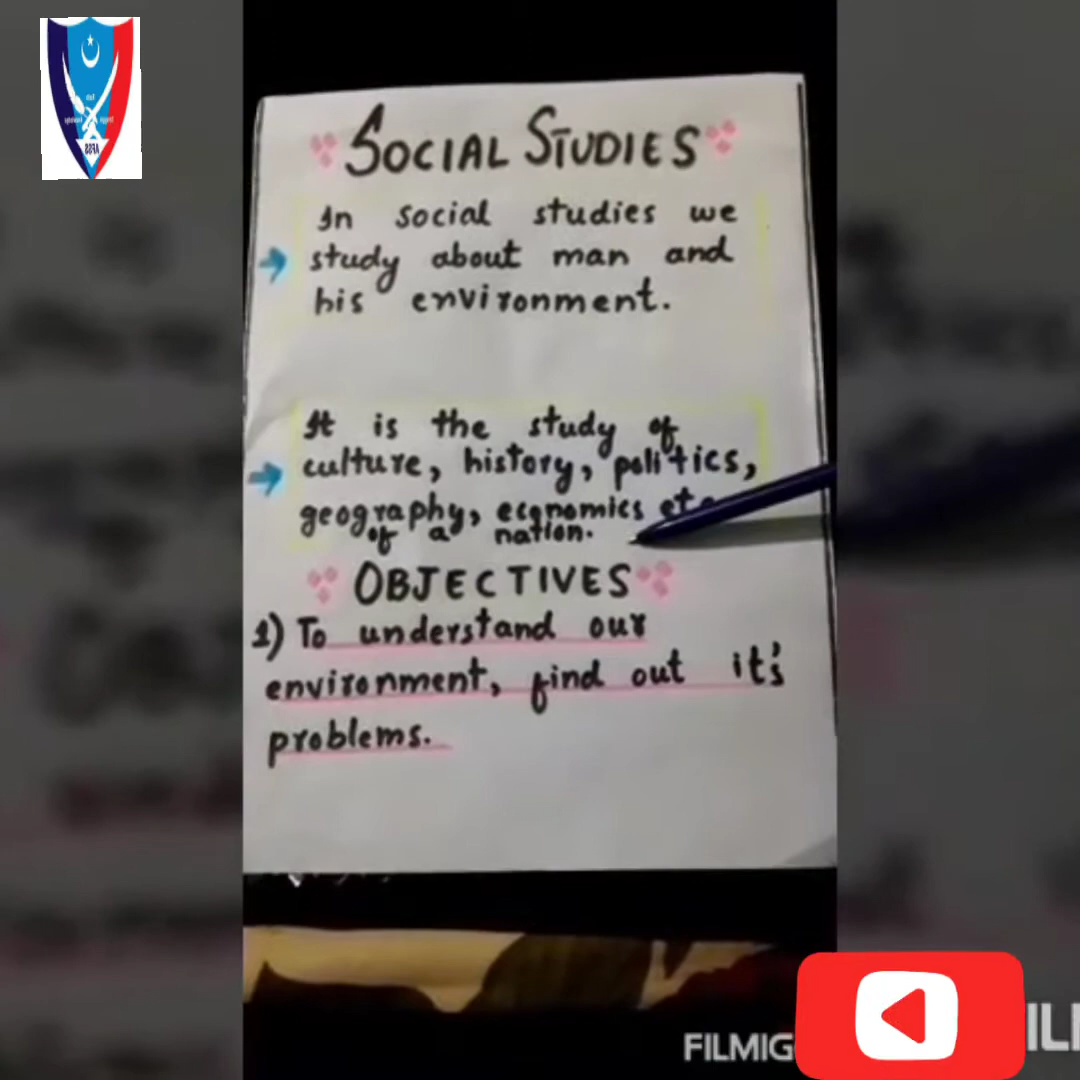 SOCIAL STUDIES
In social studies we
study about man and
his environment.
It is the study of
culture, history, politics,
geography, economics etc
of a nation.
OBJECTIVES
1) To understand our
environment, find out it's
problems.
FILMIG